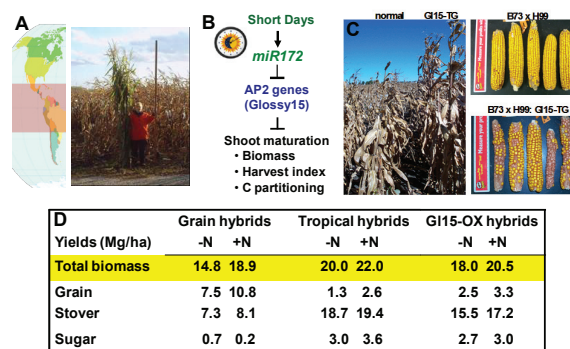 A
B
Short Days
miR172
AP2 genes
(Glossy15)
Shoot maturation
• Biomass
• Harvest index
• C partitioning
C
normal Gl15-TG
B73 x H99
B73 x H99: Gl15-TG
D
Grain hybrids Tropical hybrids Gl15-OX hybrids
Yields (Mg/ha) -N +N -N +N -N +N
Total biomass 14.8 18.9 20.0 22.0 18.0 20.5
Grain 7.5 10.8 1.3 2.6 2.5 3.3
Stover 7.3 8.1 18.7 19.4 15.5 17.2
Sugar 0.7 0.2 3.0 3.6 2.7 3.0